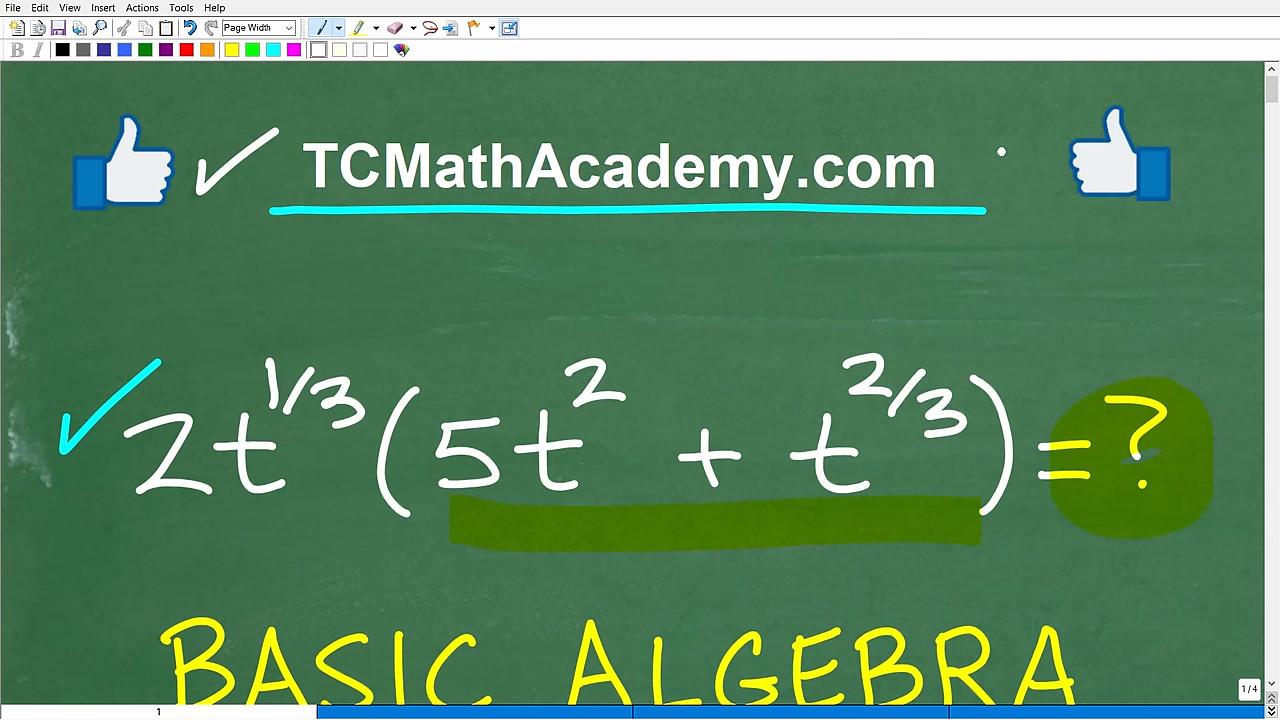 File Edit View Insert Actions Tools Help
Page Width
B I
TCMathAcademy.com
2t^1/3(5t^2 + t^2/3) = ?
BASIC ALGEBRA
1/4
1